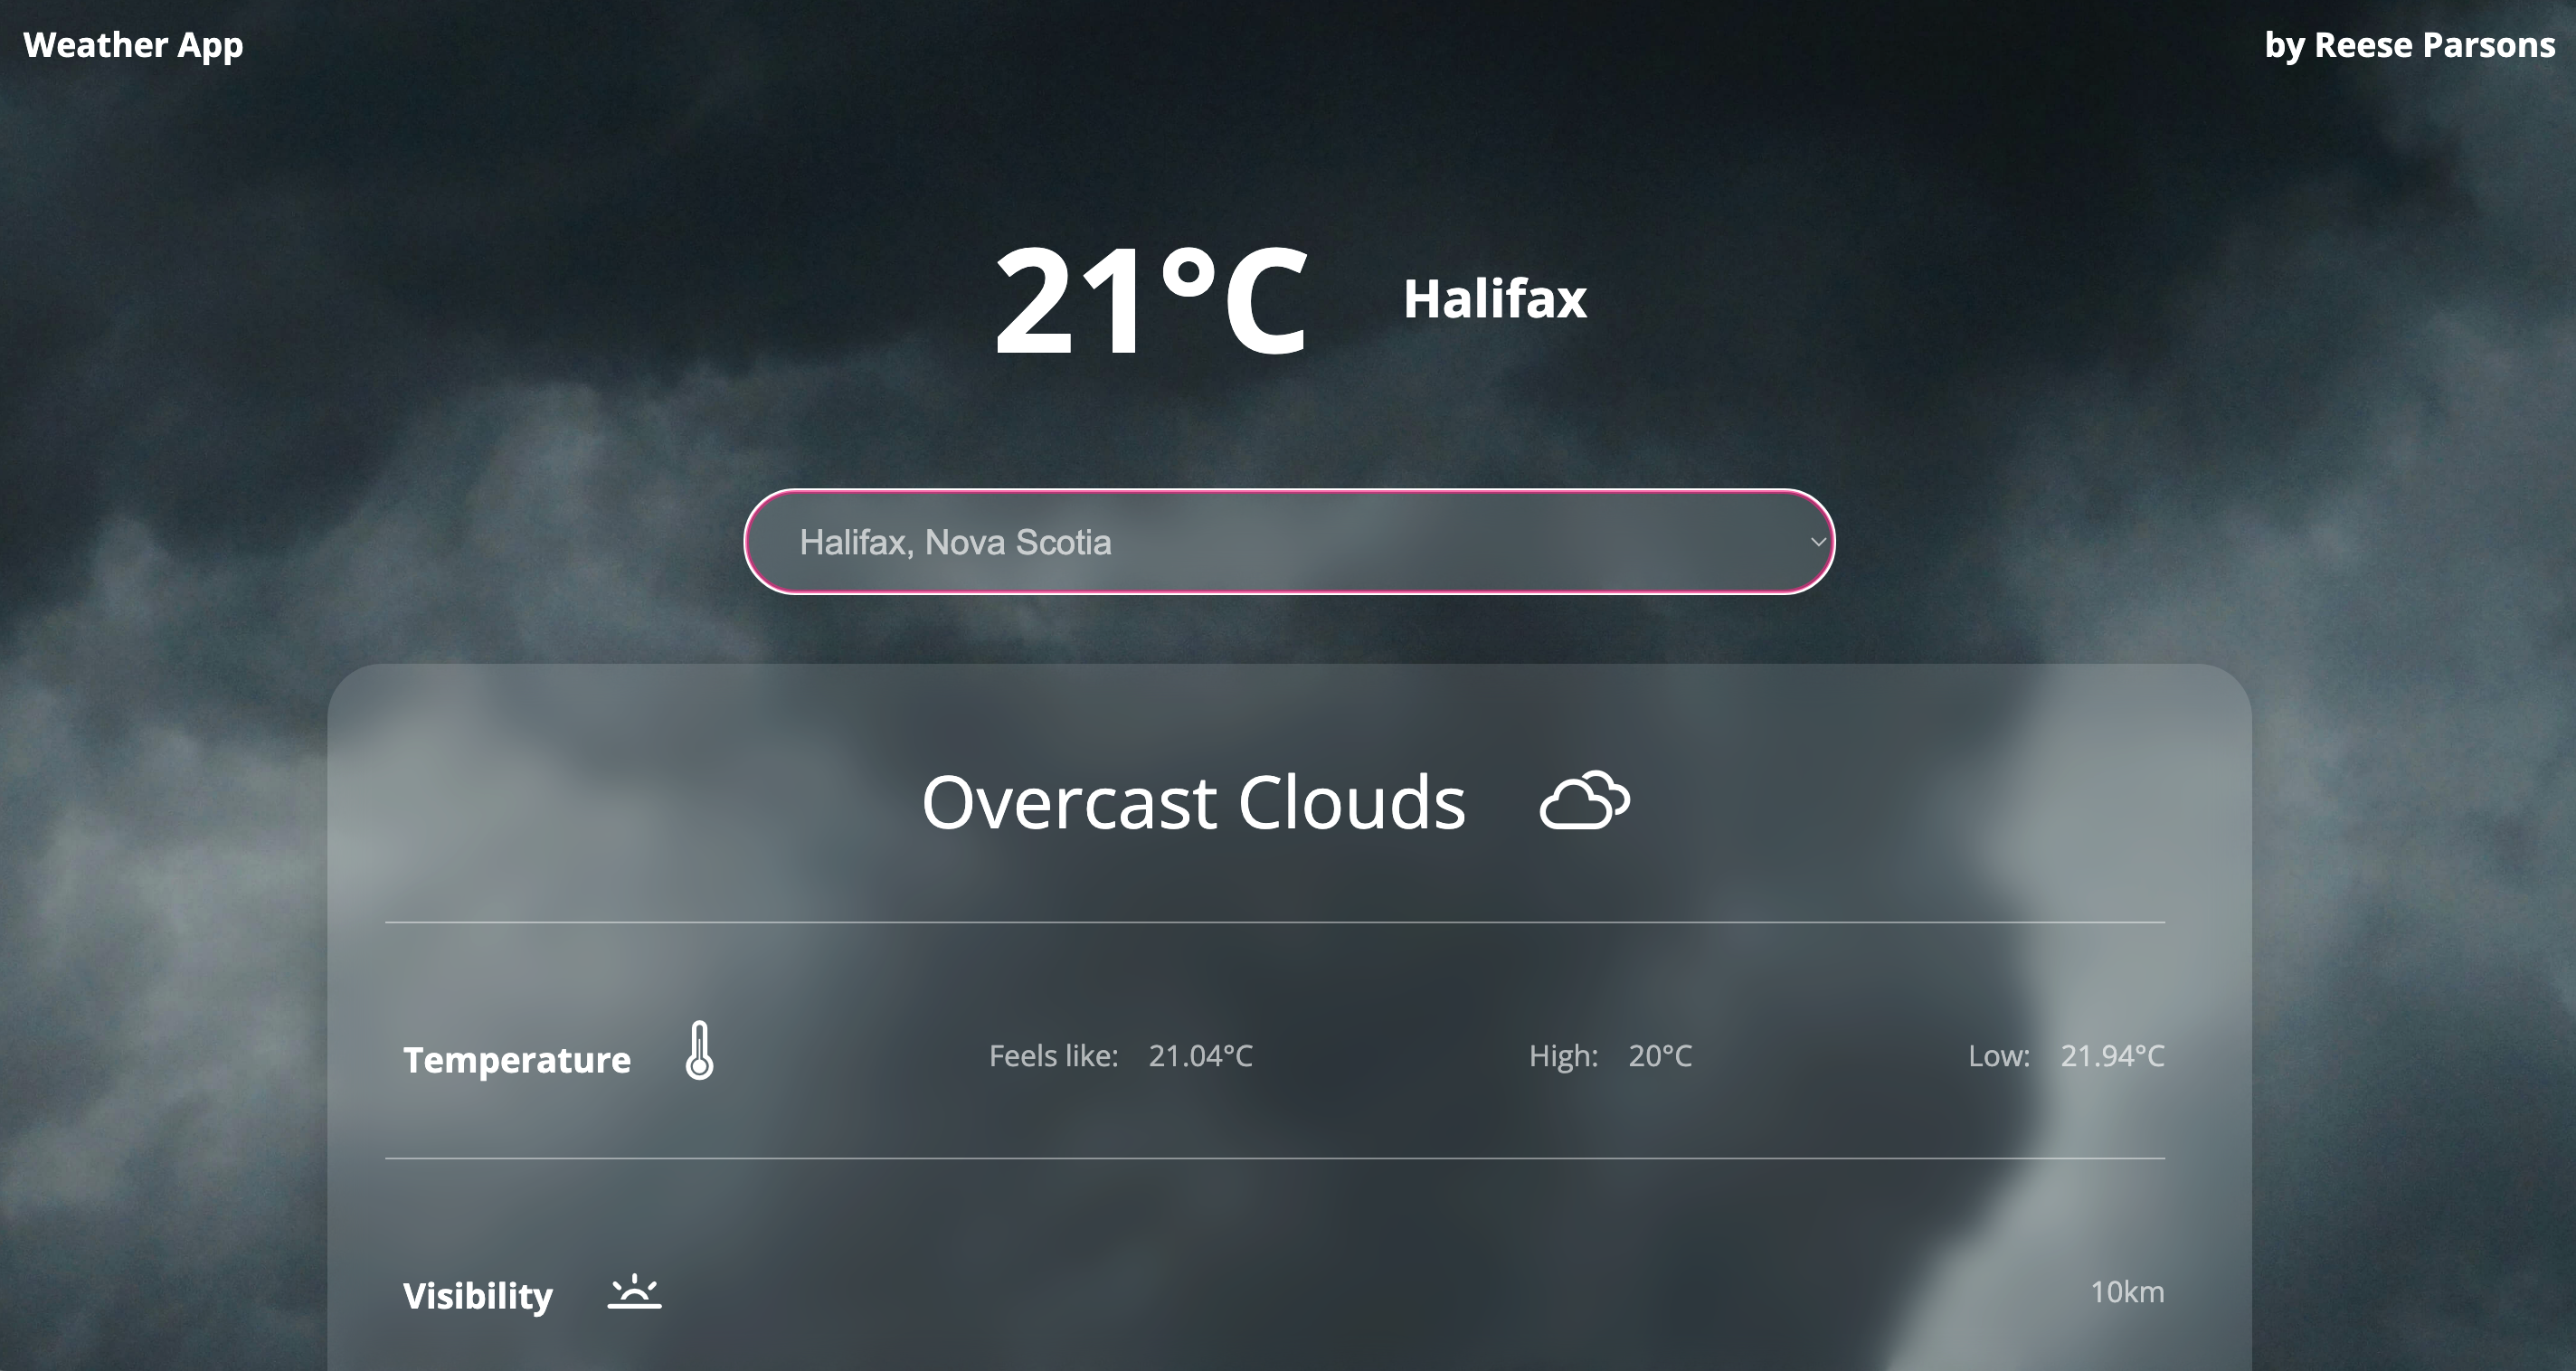 Weather App
by Reese Parsons
21°C
Halifax
Halifax, Nova Scotia
Overcast Clouds
Temperature
Feels like: 21.04°C
High: 20°C
Low: 21.94°C
Visibility
10km